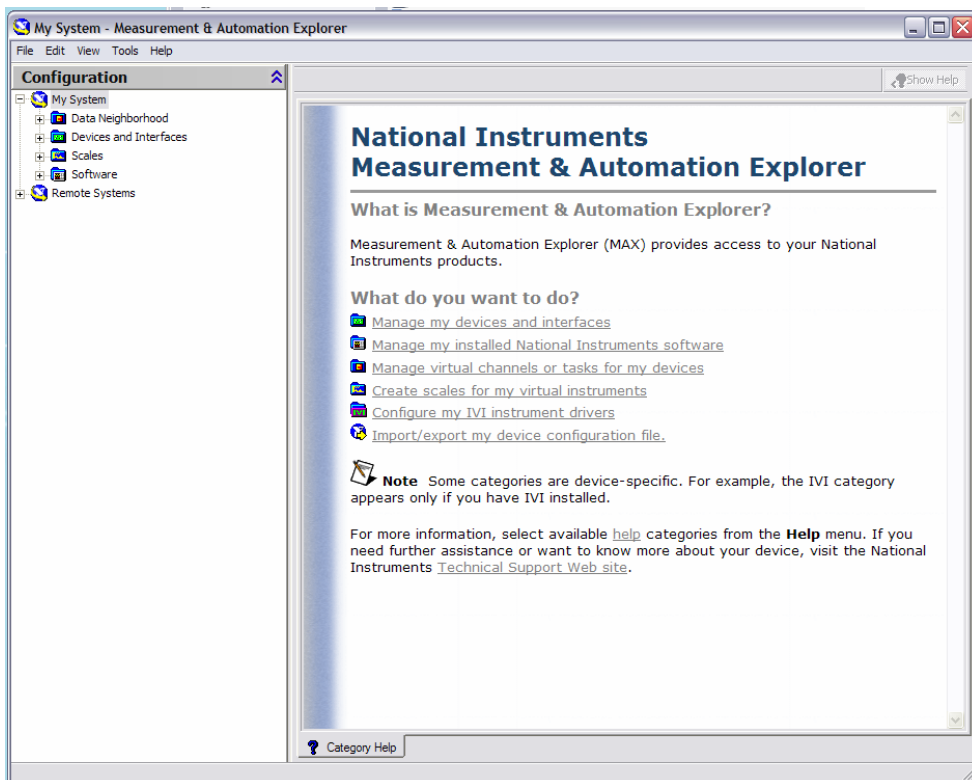 My System - Measurement & Automation Explorer
File Edit View Tools Help
Configuration
Show Help
My System
Data Neighborhood
Devices and Interfaces
Scales
Software
Remote Systems
National Instruments
Measurement & Automation Explorer
What is Measurement & Automation Explorer?
Measurement & Automation Explorer (MAX) provides access to your National
Instruments products.
What do you want to do?
Manage my devices and interfaces
Manage my installed National Instruments software
Manage virtual channels or tasks for my devices
Create scales for my virtual instruments
IVI Configure my IVI instrument drivers
Import/export my device configuration file.
Note Some categories are device-specific. For example, the IVI category
appears only if you have IVI installed.
For more information, select available help categories from the Help menu. If you
need further assistance or want to know more about your device, visit the National
Instruments Technical Support Web site.
? Category Help